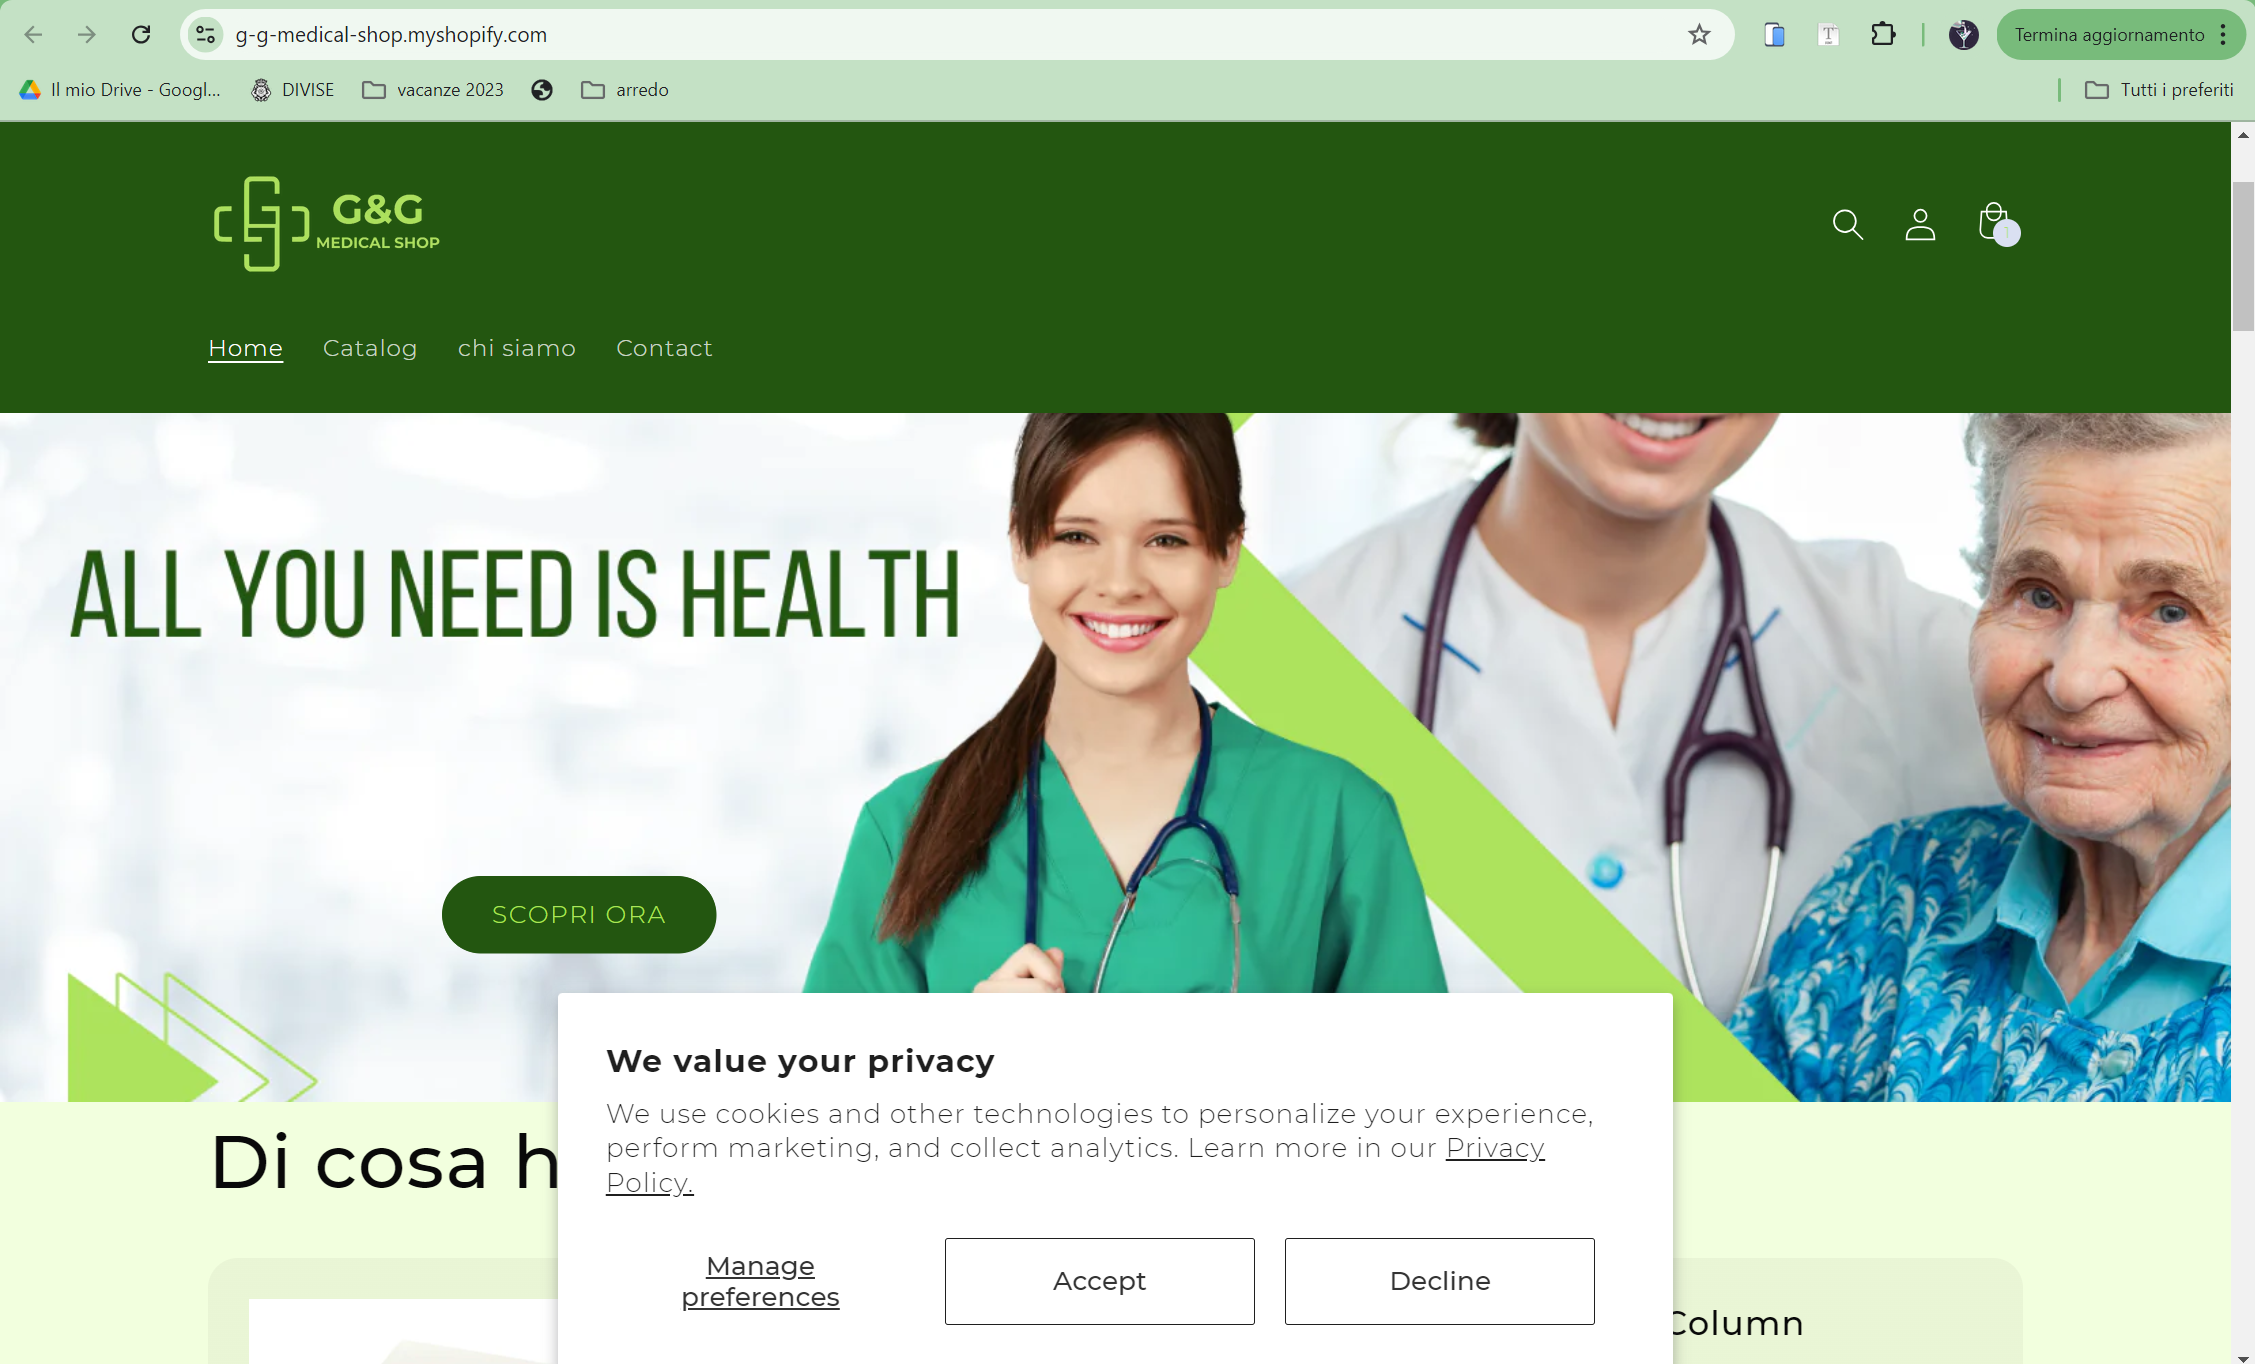 g-g-medical-shop.myshopify.com
Termina aggiornamento
Il mio Drive - Googl...
DIVISE
vacanze 2023
arredo
Tutti i preferiti
G&G
MEDICAL SHOP
1
Home
Catalog
chi siamo
Contact
ALL YOU NEED IS HEALTH
SCOPRI ORA
Di cosa h
We value your privacy
We use cookies and other technologies to personalize your experience,
perform marketing, and collect analytics. Learn more in our Privacy
Policy.
Manage
preferences
Accept
Decline
Column